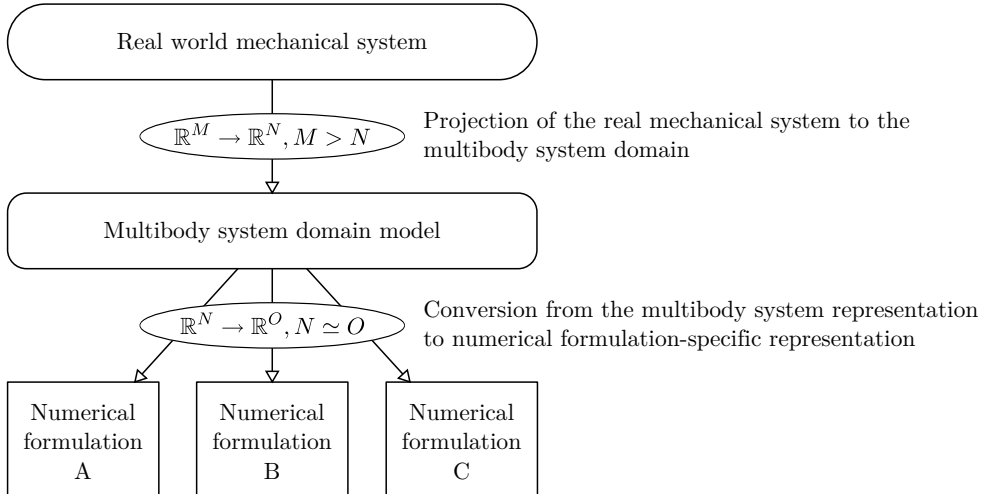 Real world mechanical system
ℝ^M → ℝ^N, M > N
Projection of the real mechanical system to the
multibody system domain
Multibody system domain model
ℝ^N → ℝ^O, N ≃ O
Conversion from the multibody system representation
to numerical formulation-specific representation
Numerical
formulation
A
Numerical
formulation
B
Numerical
formulation
C